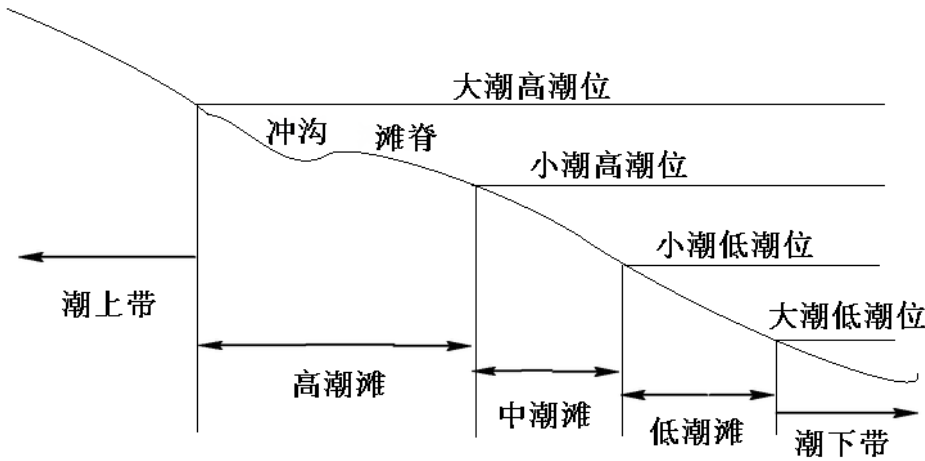 大潮高潮位
冲沟
滩脊
小潮高潮位
小潮低潮位
潮上带
大潮低潮位
高潮滩
中潮滩
低潮滩
潮下带